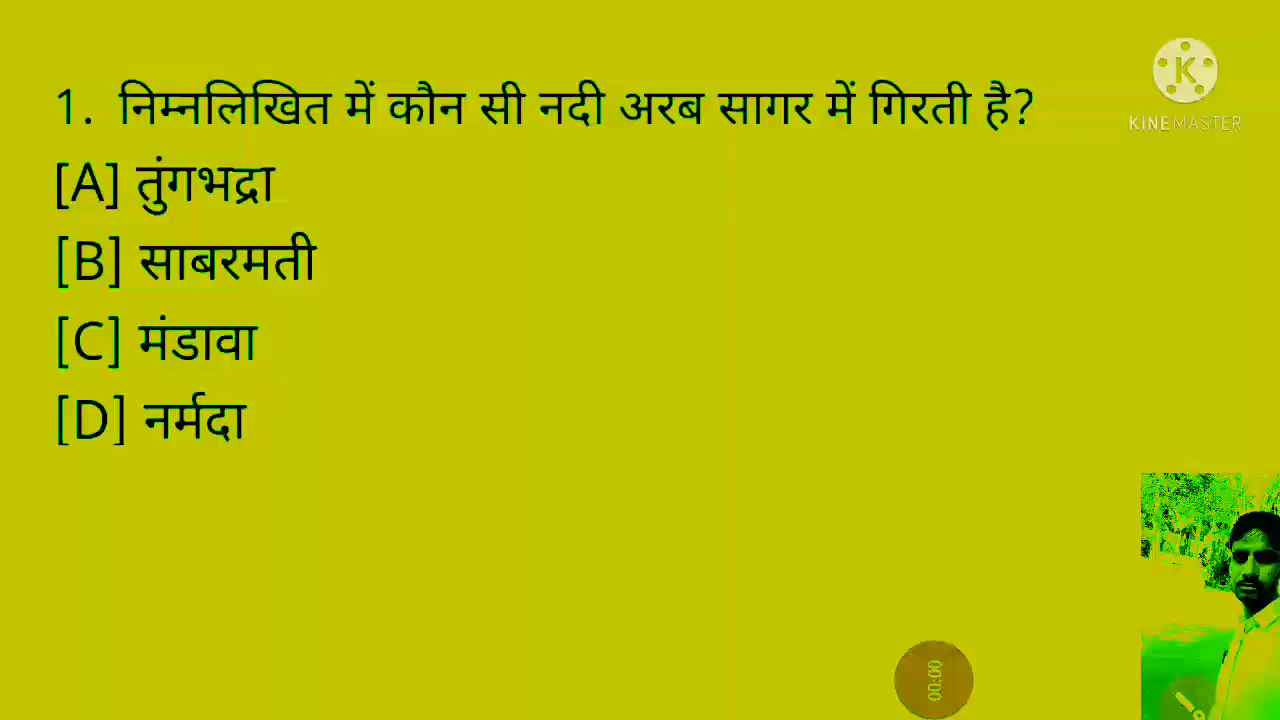 1. निम्नलिखित में कौन सी नदी अरब सागर में गिरती है?
[A] तुंगभद्रा
[B] साबरमती
[C] मंडावा
[D] नर्मदा
K
KINEMASTER
00:00